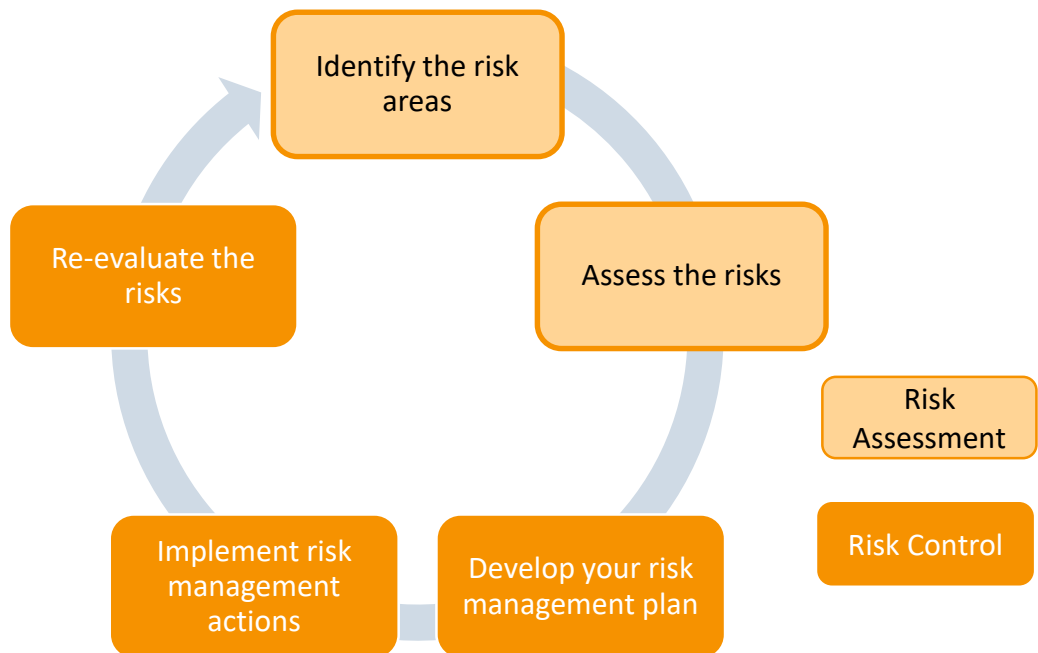 Identify the risk
areas
Assess the risks
Develop your risk
management plan
Implement risk
management
actions
Re-evaluate the
risks
Risk
Assessment
Risk Control